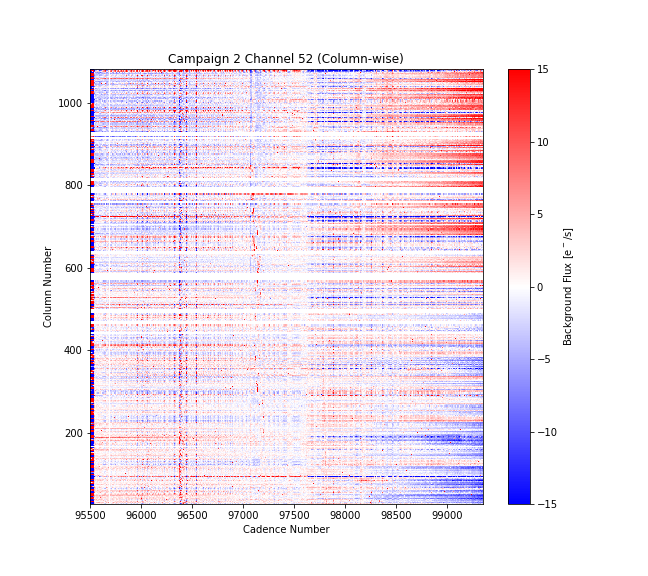 Campaign 2 Channel 52 (Column-wise)
Column Number
1000
800
600
400
200
95500 96000 96500 97000 97500 98000 98500 99000
Cadence Number
15
10
5
0
−5
−10
−15
Background Flux [e⁻/s]